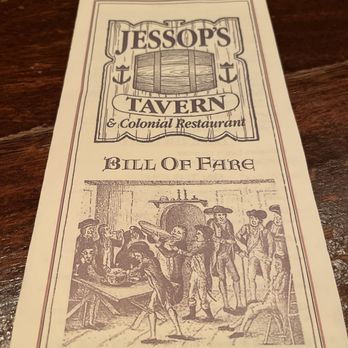 JESSOP'S
TAVERN
& Colonial Restaurant
BILL OF FARE